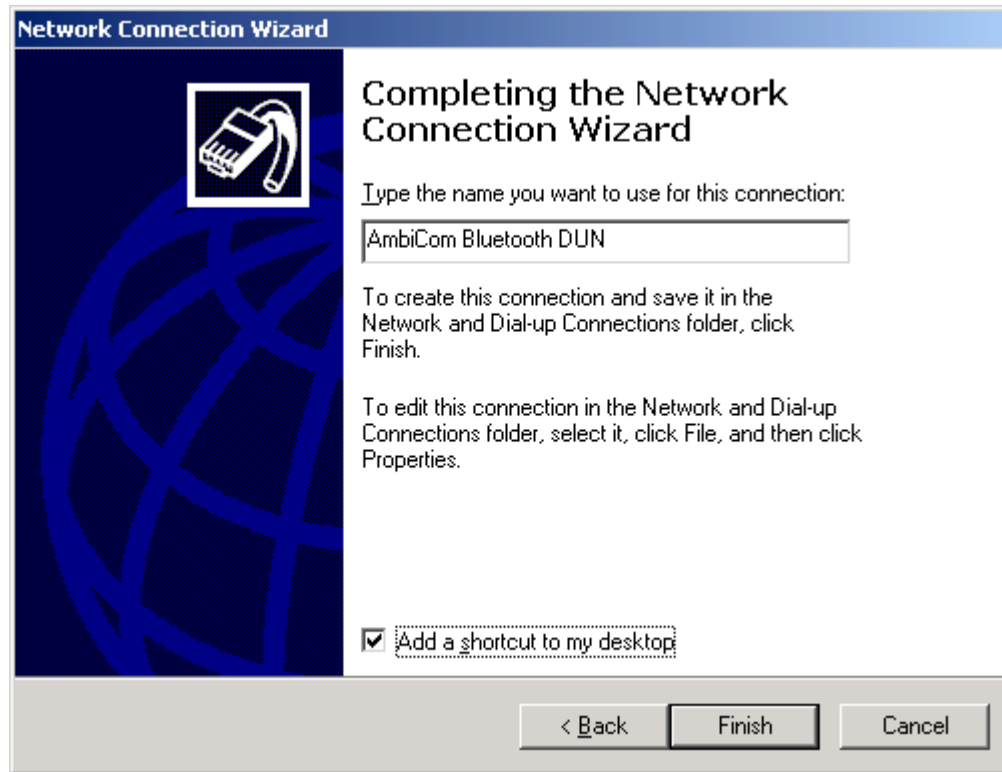 Network Connection Wizard
Completing the Network
Connection Wizard
Type the name you want to use for this connection:
AmbiCom Bluetooth DUN
To create this connection and save it in the
Network and Dial-up Connections folder, click
Finish.
To edit this connection in the Network and Dial-up
Connections folder, select it, click File, and then click
Properties.
Add a shortcut to my desktop
< Back
Finish
Cancel